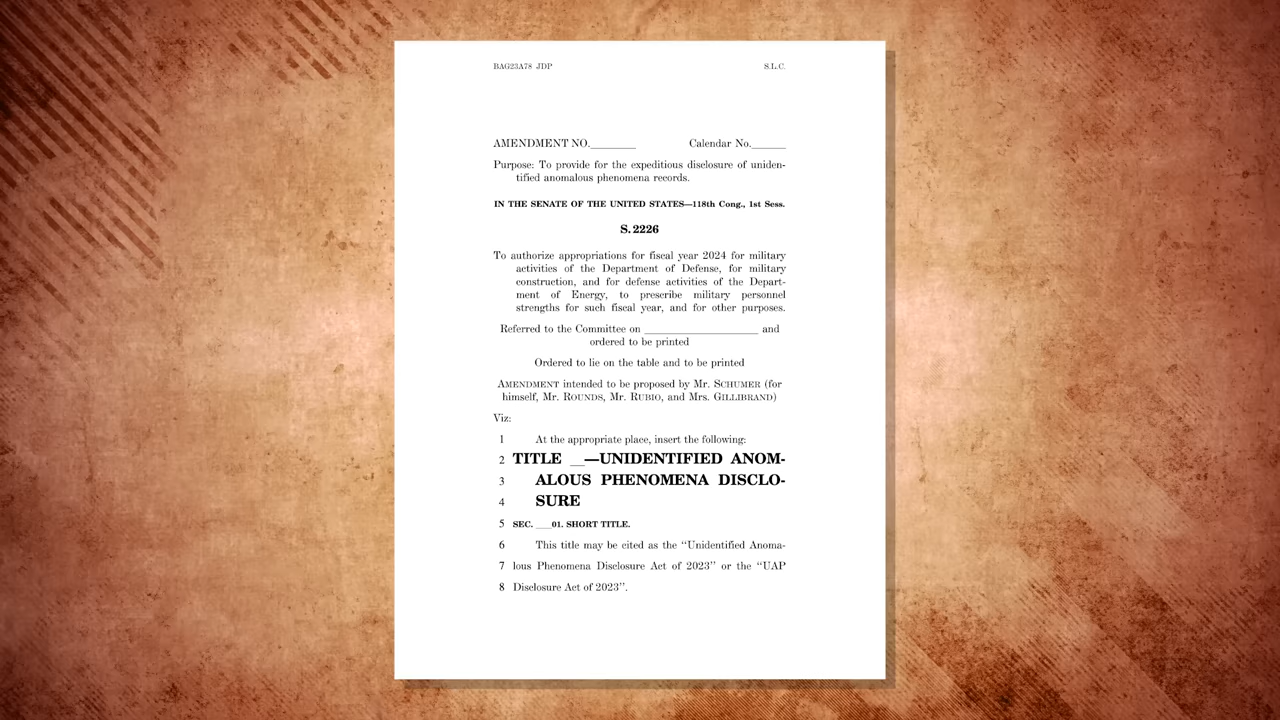 BAG23A78 JDP S.L.C.
AMENDMENT NO.________ Calendar No.______
Purpose: To provide for the expeditious disclosure of uniden-
tified anomalous phenomena records.
IN THE SENATE OF THE UNITED STATES—118th Cong., 1st Sess.
S. 2226
To authorize appropriations for fiscal year 2024 for military
activities of the Department of Defense, for military
construction, and for defense activities of the Depart-
ment of Energy, to prescribe military personnel
strengths for such fiscal year, and for other purposes.
Referred to the Committee on ____________________ and
ordered to be printed
Ordered to lie on the table and to be printed
AMENDMENT intended to be proposed by Mr. SCHUMER (for
himself, Mr. ROUNDS, Mr. RUBIO, and Mrs. GILLIBRAND)
Viz:
1 At the appropriate place, insert the following:
2 TITLE __—UNIDENTIFIED ANOM-
3 ALOUS PHENOMENA DISCLO-
4 SURE
5 SEC. ___01. SHORT TITLE.
6 This title may be cited as the ‘‘Unidentified Anoma-
7 lous Phenomena Disclosure Act of 2023’’ or the ‘‘UAP
8 Disclosure Act of 2023’’.